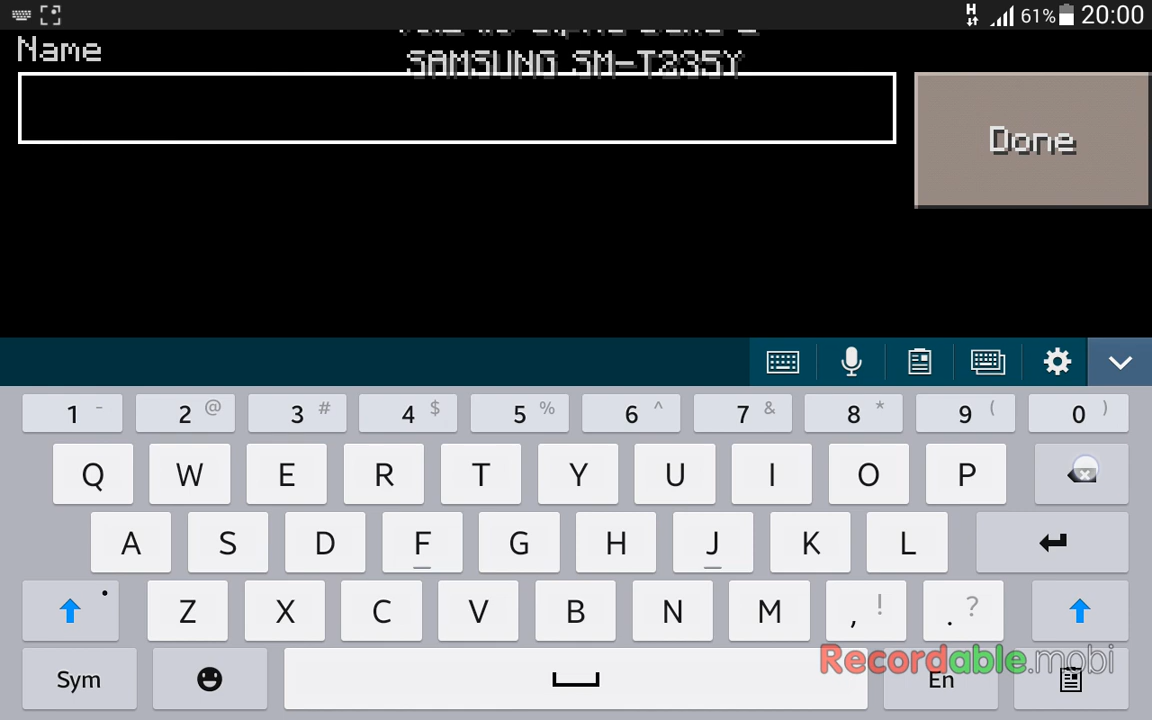 H 61% 20:00
Name
SAMSUNG SM-T235Y
Done
1 - 2 @ 3 # 4 $ 5 % 6 ^ 7 & 8 * 9 ( 0 )
Q W E R T Y U I O P
A S D F G H J K L
Z X C V B N M , ! . ?
Recordable.mobi
Sym En